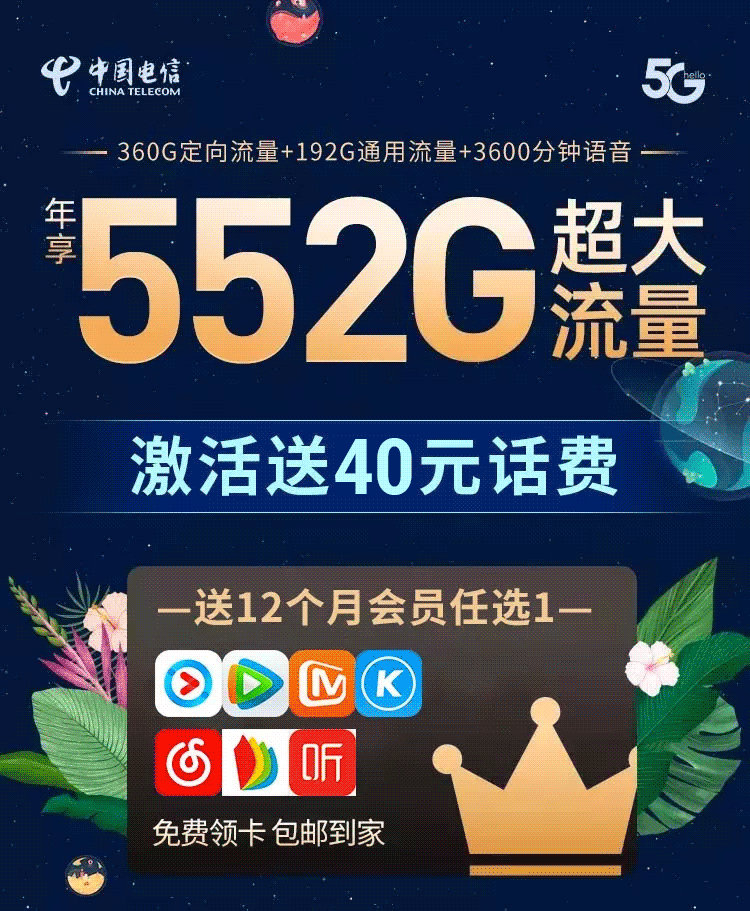 中国电信
CHINA TELECOM
5G
hello
360G定向流量+192G通用流量+3600分钟语音
年享
552G
超大
流量
激活送40元话费
—送12个月会员任选1—
K
听
免费领卡 包邮到家